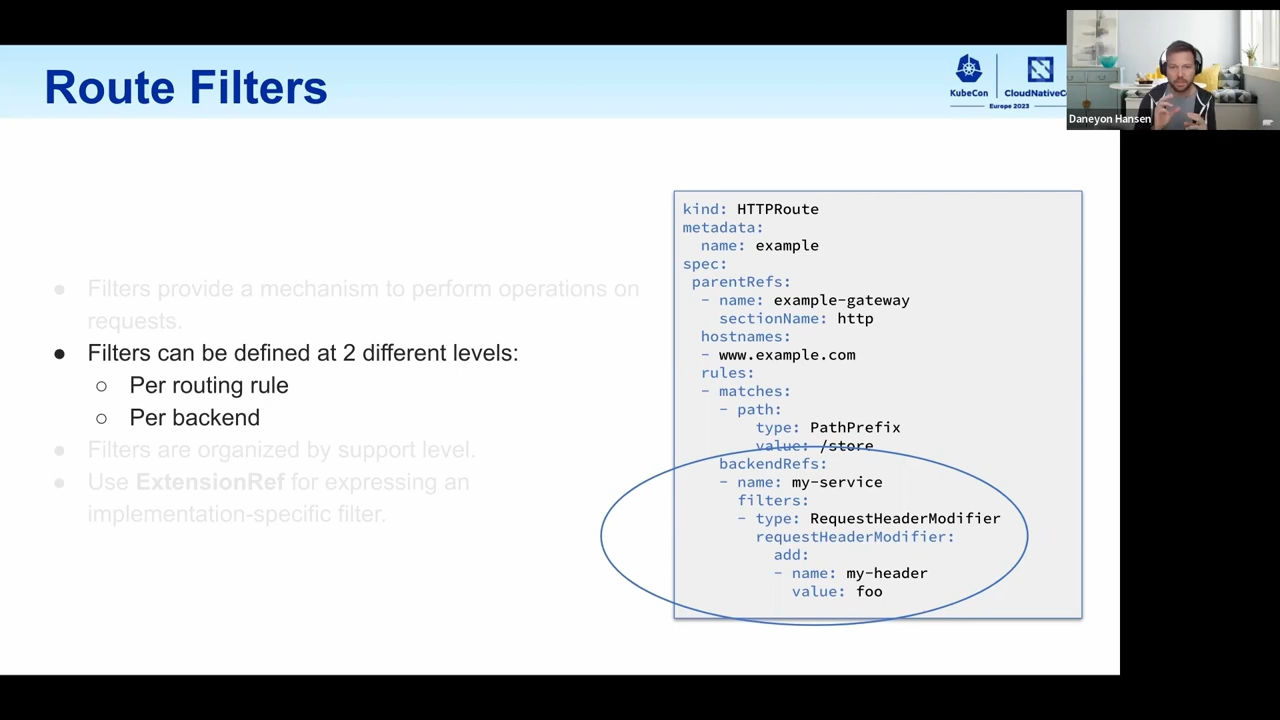 Route Filters
KubeCon
CloudNativeC
Europe 2023
Daneyon Hansen
● Filters provide a mechanism to perform operations on
requests.
● Filters can be defined at 2 different levels:
○ Per routing rule
○ Per backend
● Filters are organized by support level.
● Use ExtensionRef for expressing an
implementation-specific filter.
kind: HTTPRoute
metadata:
  name: example
spec:
 parentRefs:
  - name: example-gateway
    sectionName: http
  hostnames:
  - www.example.com
  rules:
  - matches:
    - path:
        type: PathPrefix
        value: /store
    backendRefs:
    - name: my-service
      filters:
      - type: RequestHeaderModifier
        requestHeaderModifier:
          add:
          - name: my-header
            value: foo